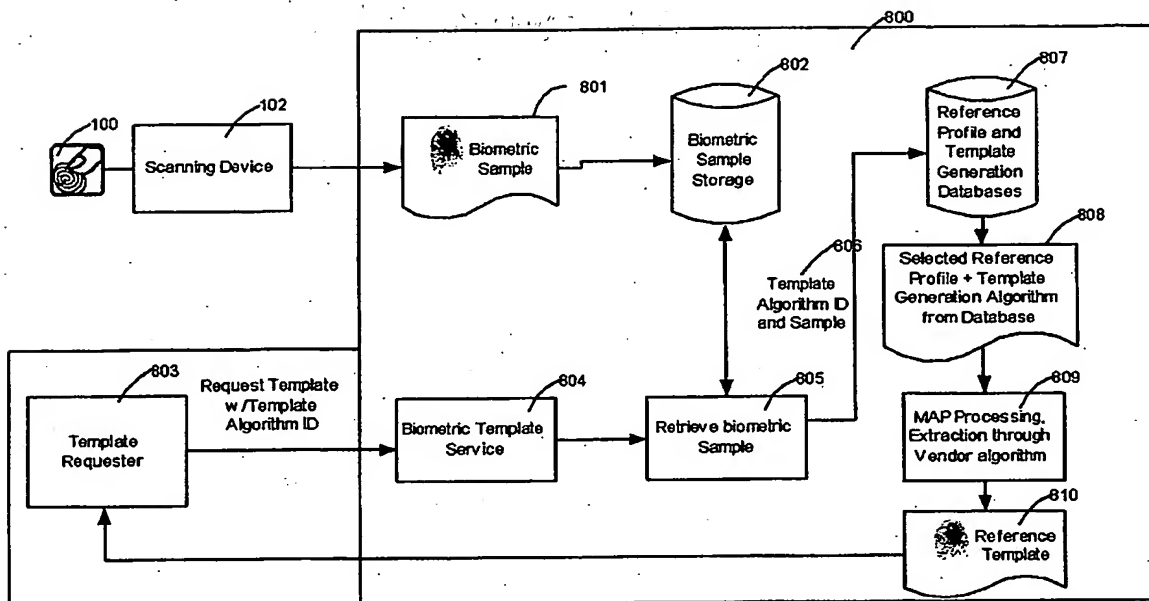 800
807
802
801
102
100
Scanning Device
Biometric
Sample
Biometric
Sample
Storage
Reference
Profile and
Template
Generation
Databases
808
806
Template
Algorithm ID
and Sample
Selected Reference
Profile + Template
Generation Algorithm
from Database
803
Request Template
w/Template
Algorithm ID
804
805
809
Template
Requester
Biometric Template
Service
Retrieve biometric
Sample
MAP Processing,
Extraction through
Vendor algorithm
810
Reference
Template